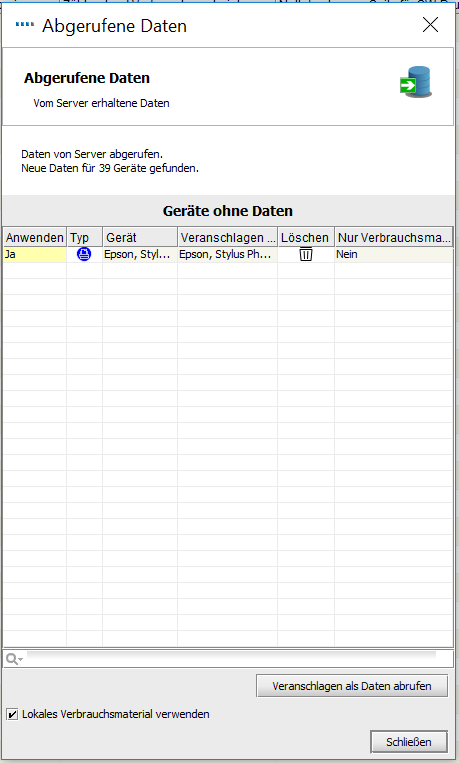 Abgerufene Daten
Abgerufene Daten
Vom Server erhaltene Daten
Daten von Server abgerufen.
Neue Daten für 39 Geräte gefunden.
Geräte ohne Daten
Anwenden Typ Gerät Veranschlagen ... Löschen Nur Verbrauchsma...
Ja Epson, Styl... Epson, Stylus Ph... Nein
Veranschlagen als Daten abrufen
Lokales Verbrauchsmaterial verwenden
Schließen